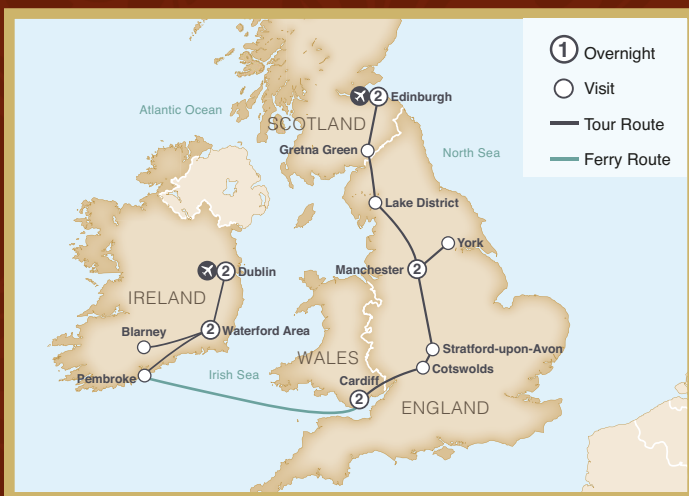 1 Overnight
Visit
Tour Route
Ferry Route
Atlantic Ocean
North Sea
Irish Sea
SCOTLAND
2 Edinburgh
Gretna Green
Lake District
York
Manchester 2
2 Dublin
IRELAND
Blarney
2 Waterford Area
Pembroke
WALES
Cardiff
2
Stratford-upon-Avon
Cotswolds
ENGLAND